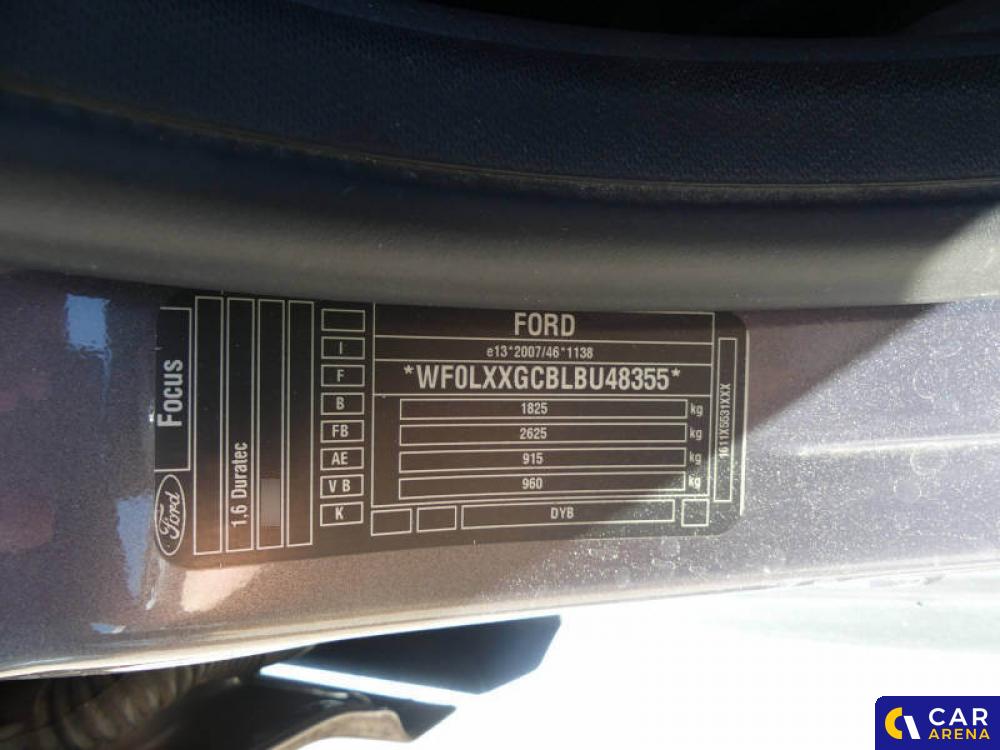 FORD
e13*2007/46*1138
*WF0LXXGCBLBU48355*
1825 kg
2625 kg
915 kg
960 kg
DYB
I
F
B
FB
AE
V B
K
Focus
Ford
1.6 Duratec
1611X5531XXX
CAR
ARENA